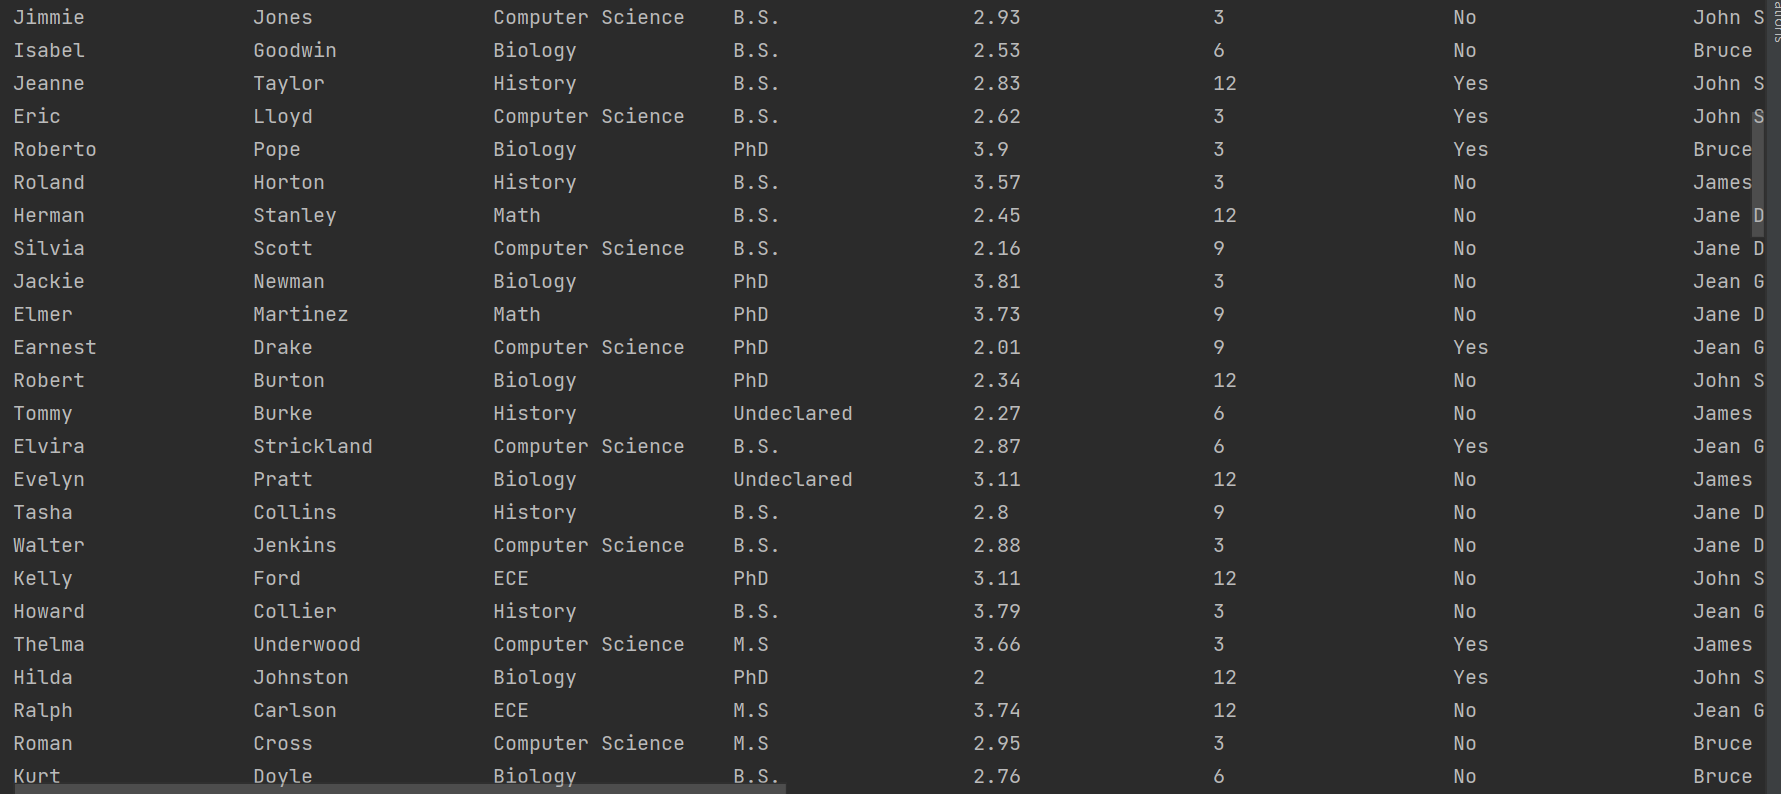 Jimmie Jones Computer Science B.S. 2.93 3 No John S
Isabel Goodwin Biology B.S. 2.53 6 No Bruce
Jeanne Taylor History B.S. 2.83 12 Yes John S
Eric Lloyd Computer Science B.S. 2.62 3 Yes John S
Roberto Pope Biology PhD 3.9 3 Yes Bruce
Roland Horton History B.S. 3.57 3 No James
Herman Stanley Math B.S. 2.45 12 No Jane D
Silvia Scott Computer Science B.S. 2.16 9 No Jane D
Jackie Newman Biology PhD 3.81 3 No Jean G
Elmer Martinez Math PhD 3.73 9 No Jane D
Earnest Drake Computer Science PhD 2.01 9 Yes Jean G
Robert Burton Biology PhD 2.34 12 No John S
Tommy Burke History Undeclared 2.27 6 No James
Elvira Strickland Computer Science B.S. 2.87 6 Yes Jean G
Evelyn Pratt Biology Undeclared 3.11 12 No James
Tasha Collins History B.S. 2.8 9 No Jane D
Walter Jenkins Computer Science B.S. 2.88 3 No Jane D
Kelly Ford ECE PhD 3.11 12 No John S
Howard Collier History B.S. 3.79 3 No Jean G
Thelma Underwood Computer Science M.S 3.66 3 Yes James
Hilda Johnston Biology PhD 2 12 Yes John S
Ralph Carlson ECE M.S 3.74 12 No Jean G
Roman Cross Computer Science M.S 2.95 3 No Bruce
Kurt Doyle Biology B.S. 2.76 6 No Bruce